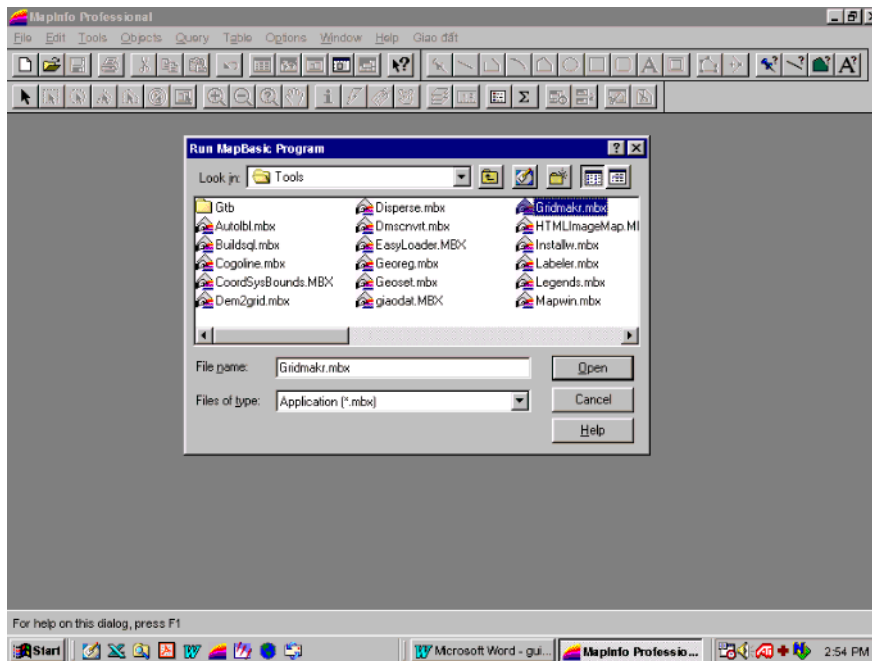 MapInfo Professional
File Edit Tools Objects Query Table Options Window Help Giao đất
Run MapBasic Program
Look in: Tools
Gtb Disperse.mbx Gridmakr.mbx
Autolbl.mbx Dmscnvrt.mbx HTMLImageMap.MI
Buildsql.mbx EasyLoader.MBX Installw.mbx
Cogoline.mbx Georeg.mbx Labeler.mbx
CoordSysBounds.MBX Geoset.mbx Legends.mbx
Dem2grid.mbx giaodat.MBX Mapwin.mbx
File name: Gridmakr.mbx Open
Files of type: Application (*.mbx) Cancel
Help
For help on this dialog, press F1
Start Microsoft Word - gui... MapInfo Professio... 2:54 PM